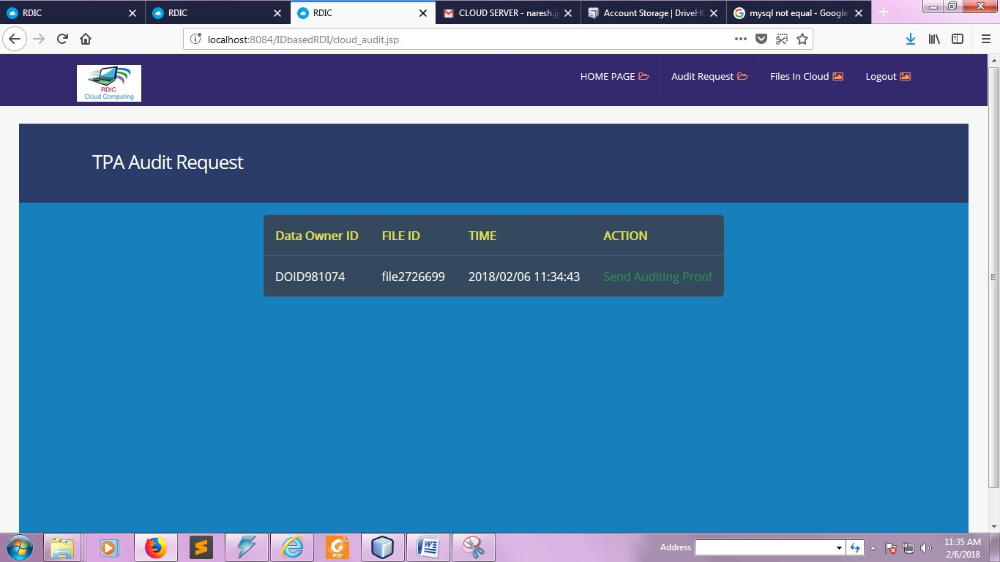 RDIC
RDIC
RDIC
CLOUD SERVER - naresh.j
Account Storage | DriveH
mysql not equal - Google
localhost:8084/IDbasedRDI/cloud_audit.jsp
RDIC
Cloud Computing
HOME PAGE
Audit Request
Files In Cloud
Logout
TPA Audit Request
Data Owner ID FILE ID TIME ACTION
DOID981074 file2726699 2018/02/06 11:34:43 Send Auditing Proof
PDF
Address
11:35 AM
2/6/2018